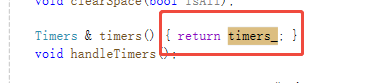 void clearSpace(bool isAll);
Timers & timers() { return timers_; }
void handleTimers();